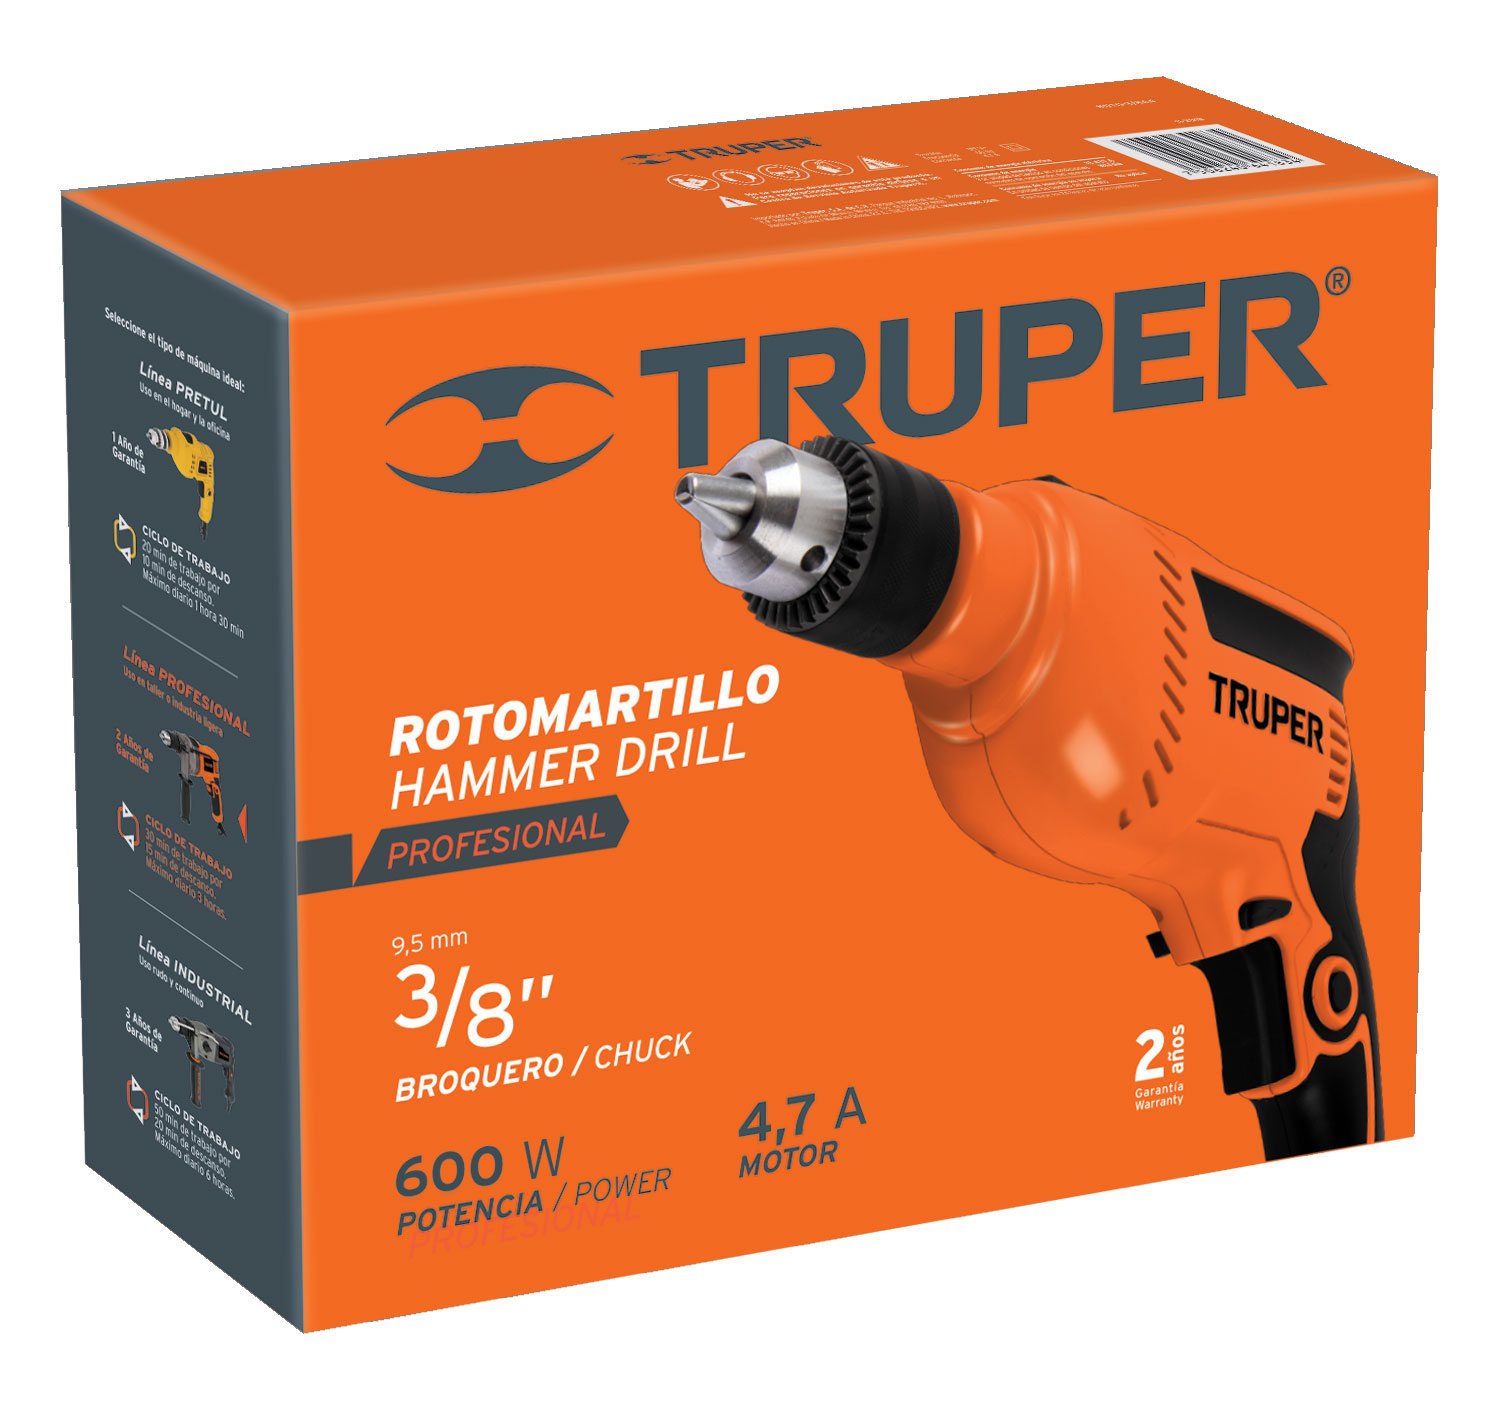 TRUPER
TRUPER®
ROTOMARTILLO
HAMMER DRILL
PROFESIONAL
9,5 mm
3/8"
BROQUERO / CHUCK
600 W
POTENCIA / POWER
PROFESIONAL
4,7 A
MOTOR
TRUPER
2 años
Garantía
Warranty
Seleccione el tipo de máquina ideal:
Línea PRETUL
Uso en el hogar y la oficina
1 Año de
Garantía
CICLO DE TRABAJO
20 min de trabajo por
10 min de descanso.
Máximo diario 1 hora 30 min
Línea PROFESIONAL
Uso en taller o industria ligera
2 Años de
Garantía
CICLO DE TRABAJO
30 min de trabajo por
15 min de descanso.
Máximo diario 3 horas.
Línea INDUSTRIAL
Uso rudo y continuo
3 Años de
Garantía
CICLO DE TRABAJO
50 min de trabajo por
20 min de descanso.
Máximo diario 6 horas.